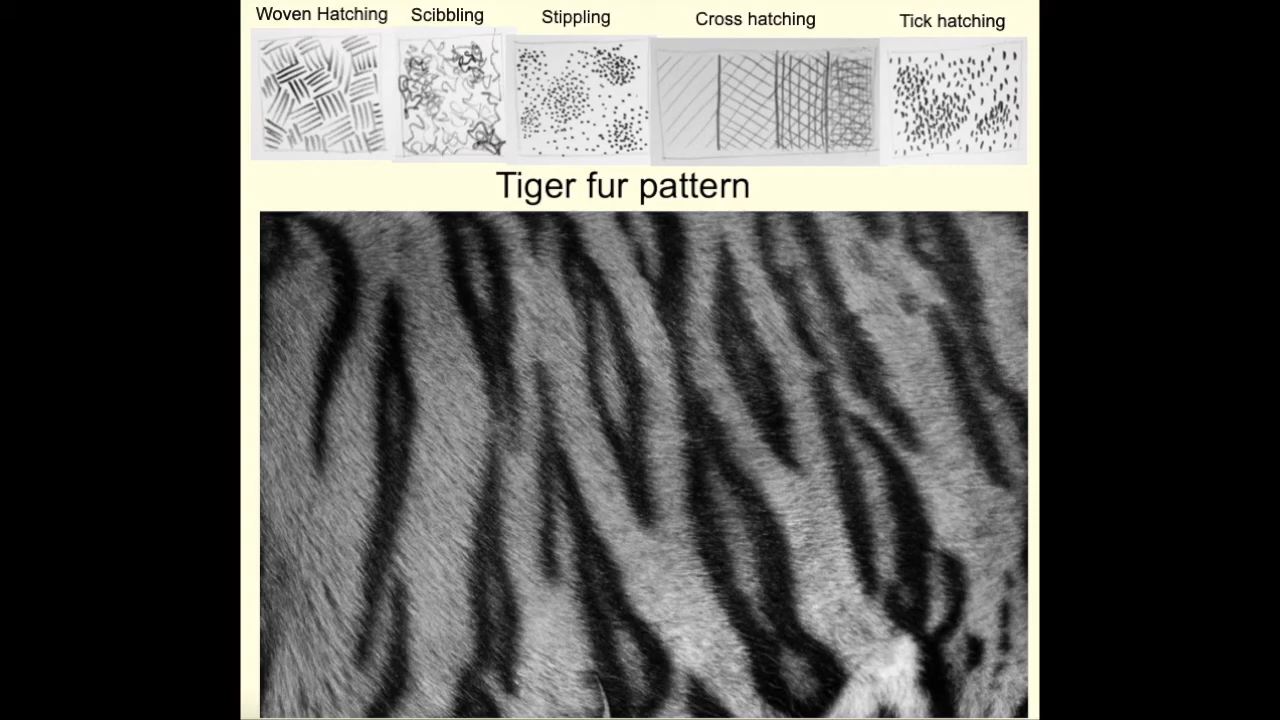 Woven Hatching
Scibbling
Stippling
Cross hatching
Tick hatching
Tiger fur pattern